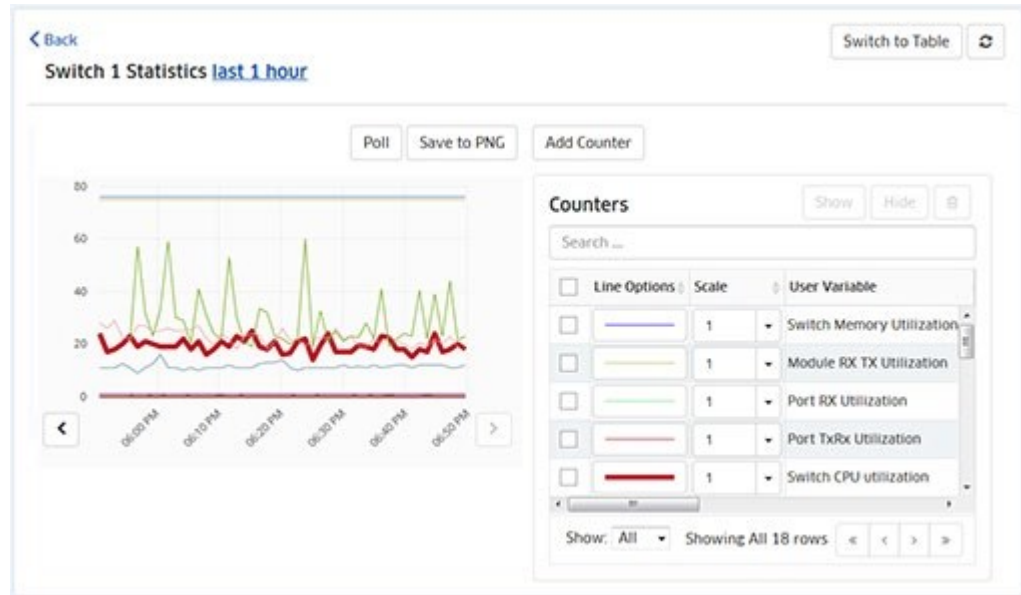 Back
Switch to Table
Switch 1 Statistics last 1 hour
Poll
Save to PNG
Add Counter
80
60
40
20
0
06:00 PM
06:10 PM
06:20 PM
06:30 PM
06:40 PM
06:50 PM
Counters
Show
Hide
Search ...
Line Options
Scale
User Variable
1
Switch Memory Utilization
1
Module RX TX Utilization
1
Port RX Utilization
1
Port TxRx Utilization
1
Switch CPU utilization
Show: All
Showing All 18 rows